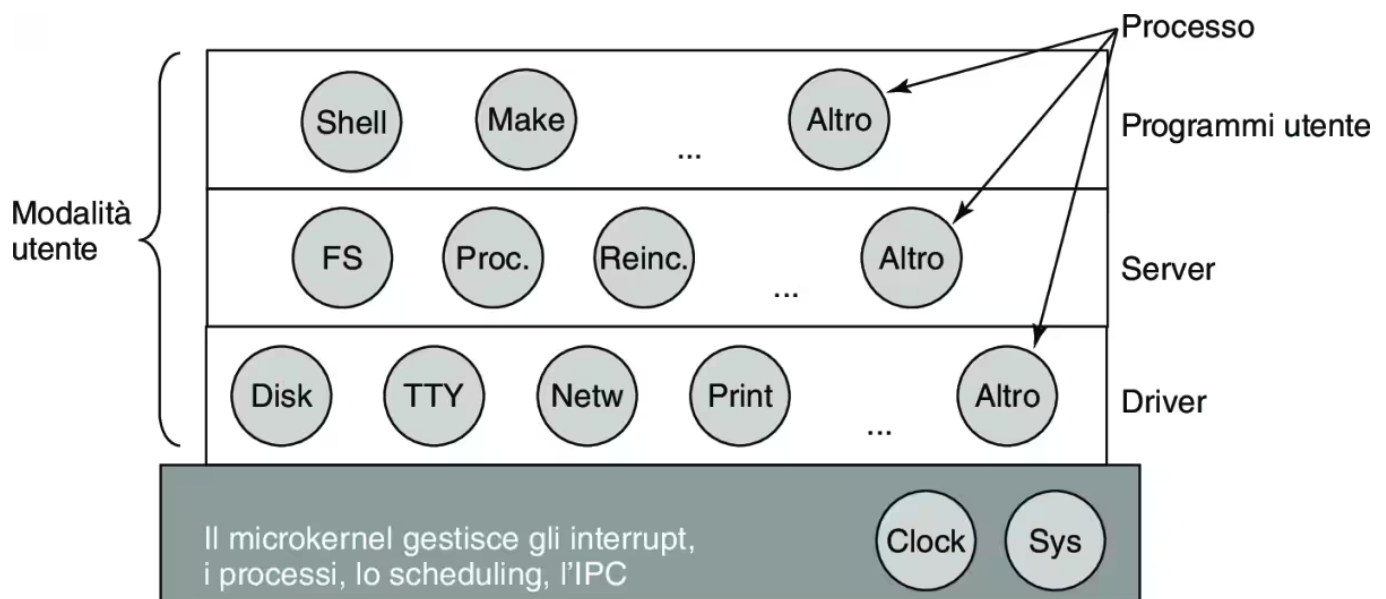 Processo
Shell
Make
...
Altro
Programmi utente
Modalità
utente
FS
Proc.
Reinc.
...
Altro
Server
Disk
TTY
Netw
Print
...
Altro
Driver
Il microkernel gestisce gli interrupt,
i processi, lo scheduling, l'IPC
Clock
Sys